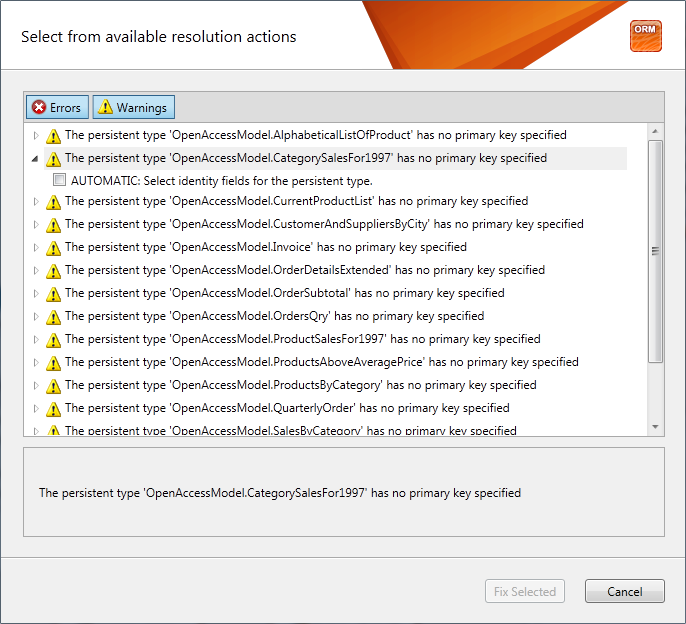 Select from available resolution actions
ORM
Errors Warnings
The persistent type 'OpenAccessModel.AlphabeticalListOfProduct' has no primary key specified
The persistent type 'OpenAccessModel.CategorySalesFor1997' has no primary key specified
AUTOMATIC: Select identity fields for the persistent type.
The persistent type 'OpenAccessModel.CurrentProductList' has no primary key specified
The persistent type 'OpenAccessModel.CustomerAndSuppliersByCity' has no primary key specified
The persistent type 'OpenAccessModel.Invoice' has no primary key specified
The persistent type 'OpenAccessModel.OrderDetailsExtended' has no primary key specified
The persistent type 'OpenAccessModel.OrderSubtotal' has no primary key specified
The persistent type 'OpenAccessModel.OrdersQry' has no primary key specified
The persistent type 'OpenAccessModel.ProductSalesFor1997' has no primary key specified
The persistent type 'OpenAccessModel.ProductsAboveAveragePrice' has no primary key specified
The persistent type 'OpenAccessModel.ProductsByCategory' has no primary key specified
The persistent type 'OpenAccessModel.QuarterlyOrder' has no primary key specified
The persistent type 'OpenAccessModel.SalesByCategory' has no primary key specified
The persistent type 'OpenAccessModel.CategorySalesFor1997' has no primary key specified
Fix Selected Cancel